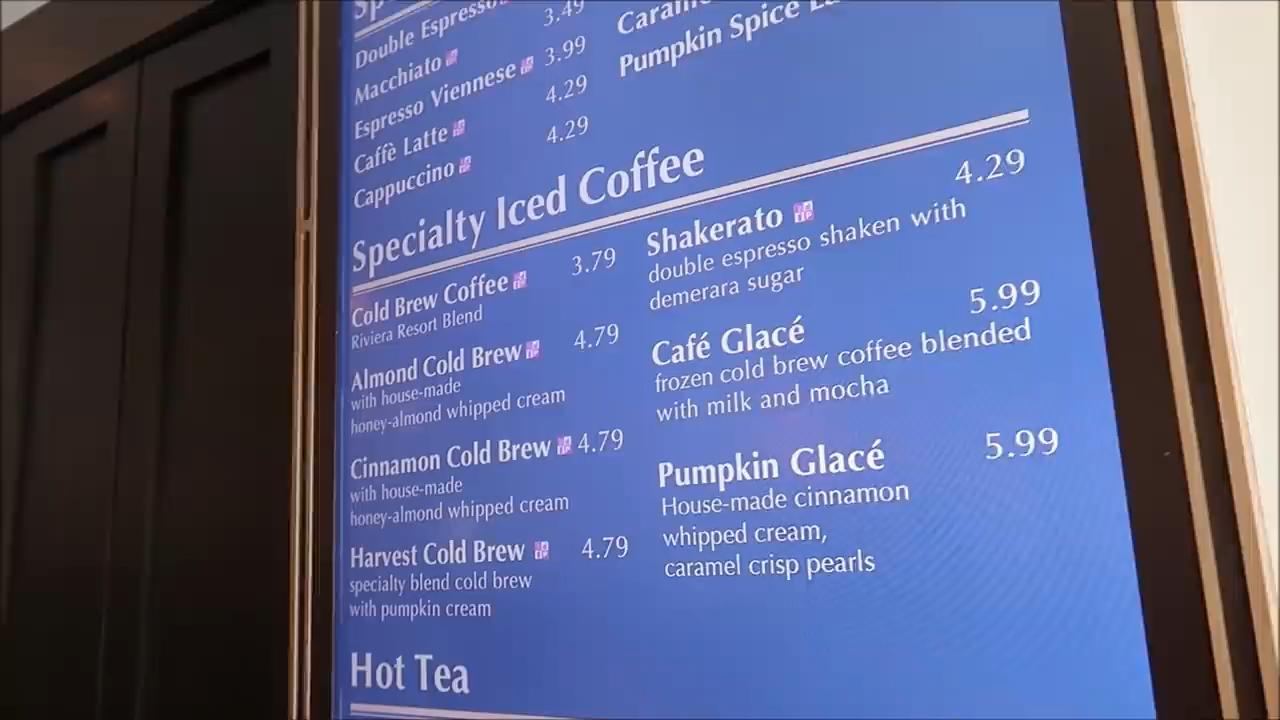 Double Espresso 3.49
Macchiato 3.99
Espresso Viennese 4.29
Caffè Latte 4.29
Cappuccino
Pumpkin Spice
Specialty Iced Coffee
Cold Brew Coffee 3.79
Riviera Resort Blend
Almond Cold Brew 4.79
with house-made
honey-almond whipped cream
Cinnamon Cold Brew 4.79
with house-made
honey-almond whipped cream
Harvest Cold Brew 4.79
specialty blend cold brew
with pumpkin cream
Shakerato 4.29
double espresso shaken with
demerara sugar
Café Glacé 5.99
frozen cold brew coffee blended
with milk and mocha
Pumpkin Glacé 5.99
House-made cinnamon
whipped cream,
caramel crisp pearls
Hot Tea